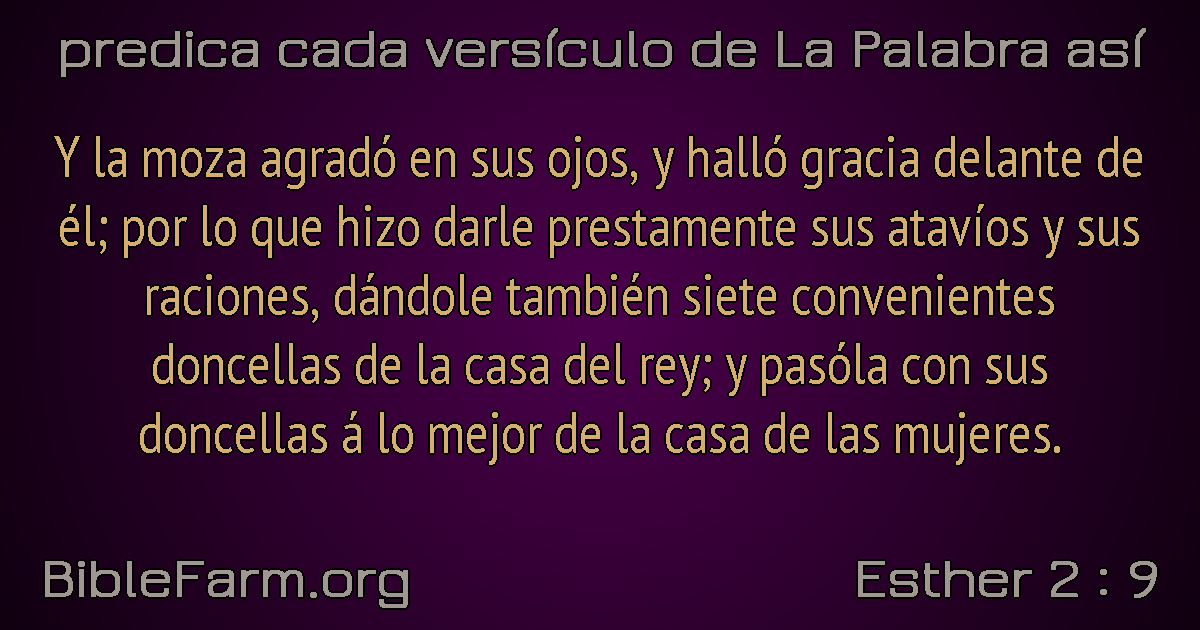 predica cada versículo de La Palabra así
Y la moza agradó en sus ojos, y halló gracia delante de
él; por lo que hizo darle prestamente sus atavíos y sus
raciones, dándole también siete convenientes
doncellas de la casa del rey; y pasóla con sus
doncellas á lo mejor de la casa de las mujeres.
BibleFarm.org
Esther 2 : 9